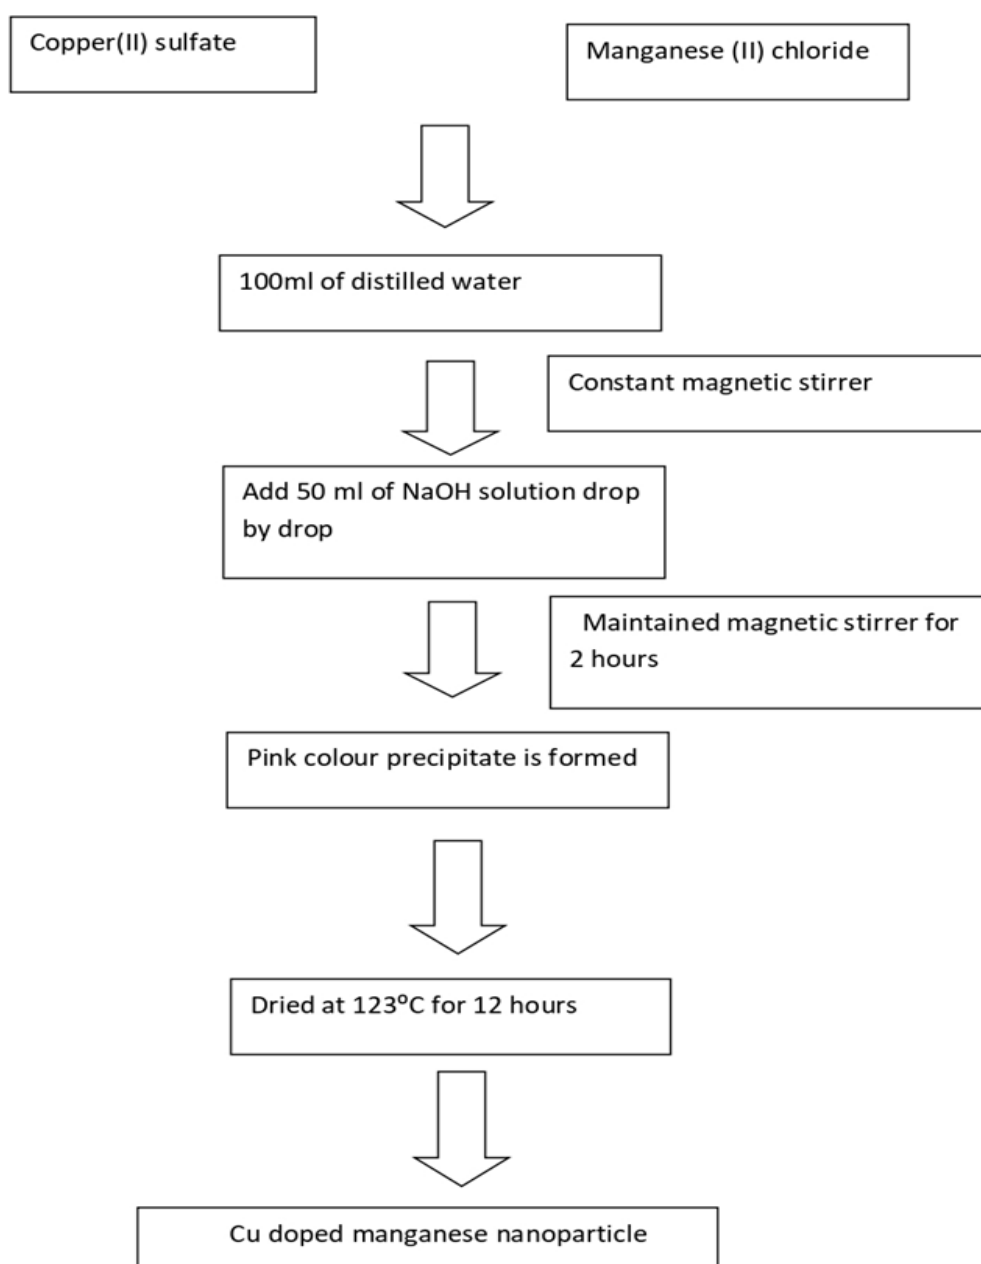 Copper(II) sulfate
Manganese (II) chloride
100ml of distilled water
Constant magnetic stirrer
Add 50 ml of NaOH solution drop
by drop
Maintained magnetic stirrer for
2 hours
Pink colour precipitate is formed
Dried at 123⁰C for 12 hours
Cu doped manganese nanoparticle